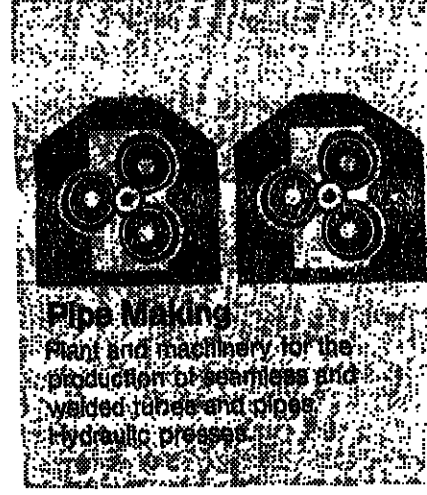 Pipe Making
Plant and machinery for the
production of seamless and
welded tubes and pipes.
Hydraulic presses.